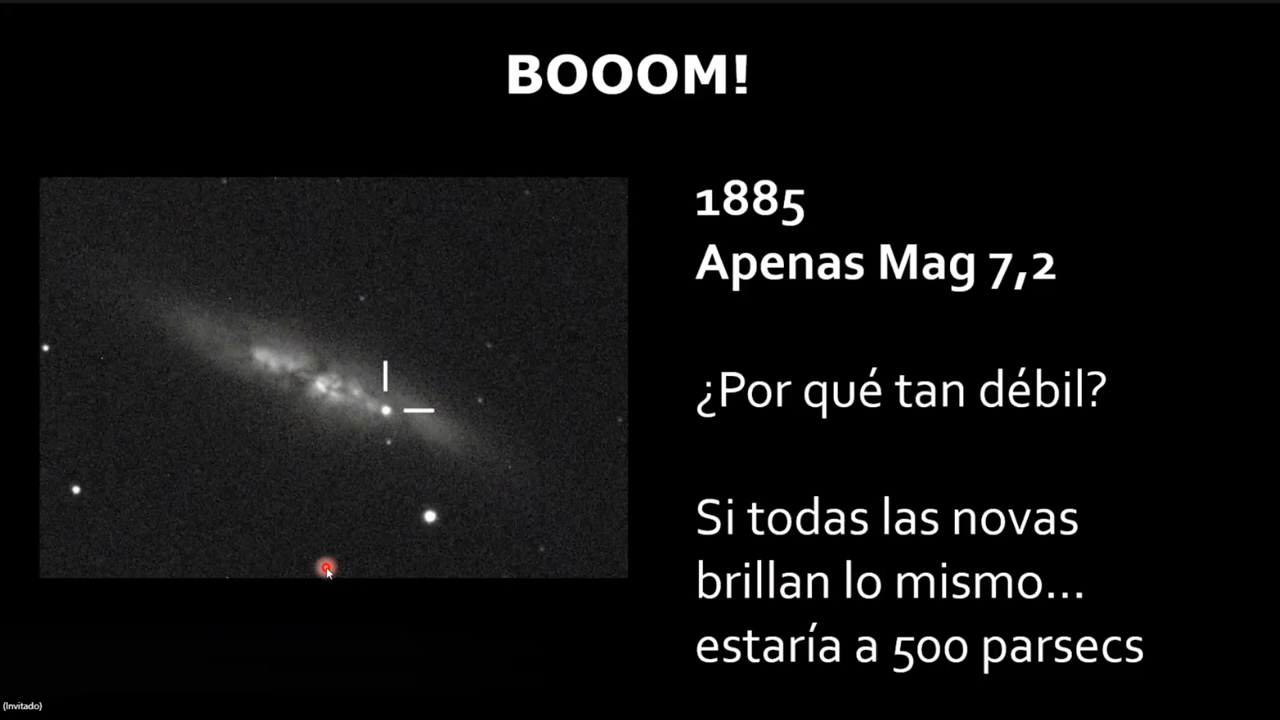 BOOOM!
1885
Apenas Mag 7,2
¿Por qué tan débil?
Si todas las novas
brillan lo mismo...
estaría a 500 parsecs
(Invitado)